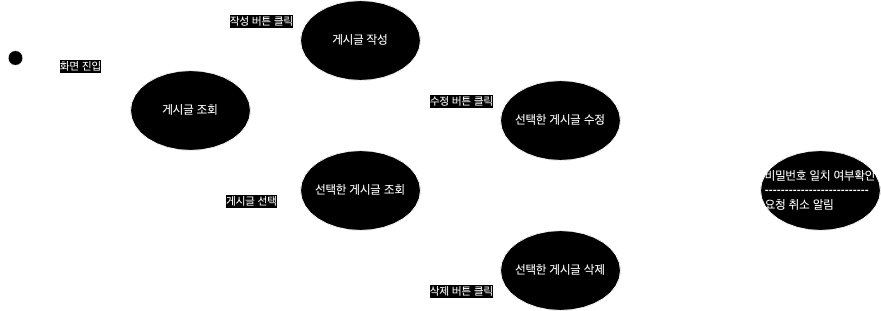 작성 버튼 클릭
게시글 작성
화면 진입
게시글 조회
수정 버튼 클릭
선택한 게시글 수정
게시글 선택
선택한 게시글 조회
비밀번호 일치 여부확인
--------------------------
요청 취소 알림
삭제 버튼 클릭
선택한 게시글 삭제